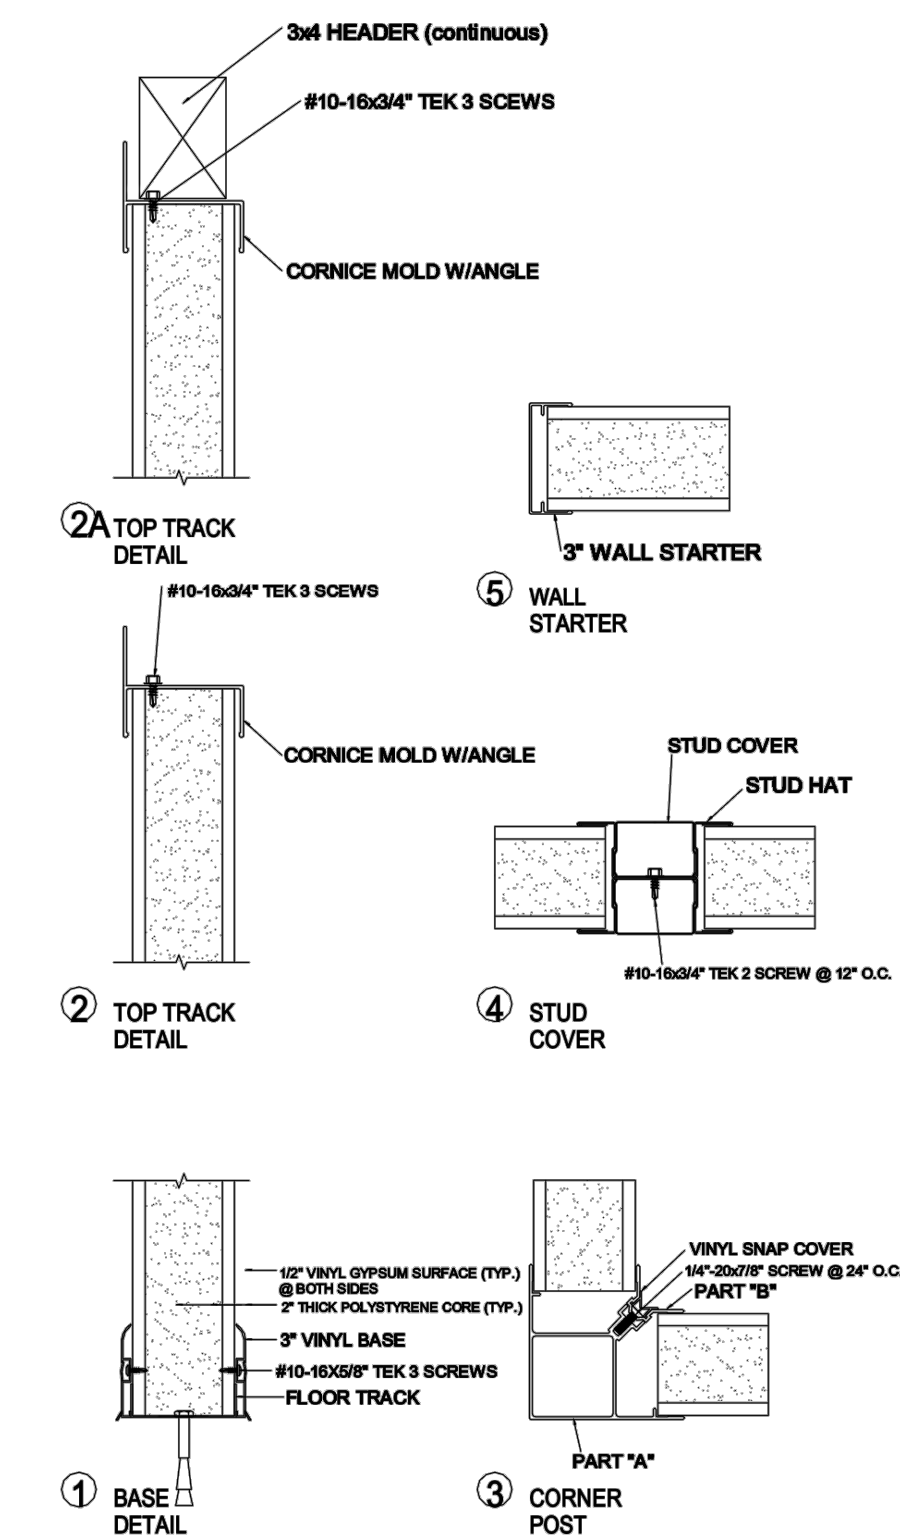 3x4 HEADER (continuous)
#10-16x3/4" TEK 3 SCEWS
CORNICE MOLD W/ANGLE
2A TOP TRACK
DETAIL
3" WALL STARTER
5 WALL
STARTER
#10-16x3/4" TEK 3 SCEWS
CORNICE MOLD W/ANGLE
2 TOP TRACK
DETAIL
STUD COVER
STUD HAT
#10-16x3/4" TEK 2 SCREW @ 12" O.C.
4 STUD
COVER
1/2" VINYL GYPSUM SURFACE (TYP.)
@ BOTH SIDES
2" THICK POLYSTYRENE CORE (TYP.)
3" VINYL BASE
#10-16X5/8" TEK 3 SCREWS
FLOOR TRACK
1 BASE
DETAIL
VINYL SNAP COVER
1/4"-20x7/8" SCREW @ 24" O.C.
PART "B"
PART "A"
3 CORNER
POST